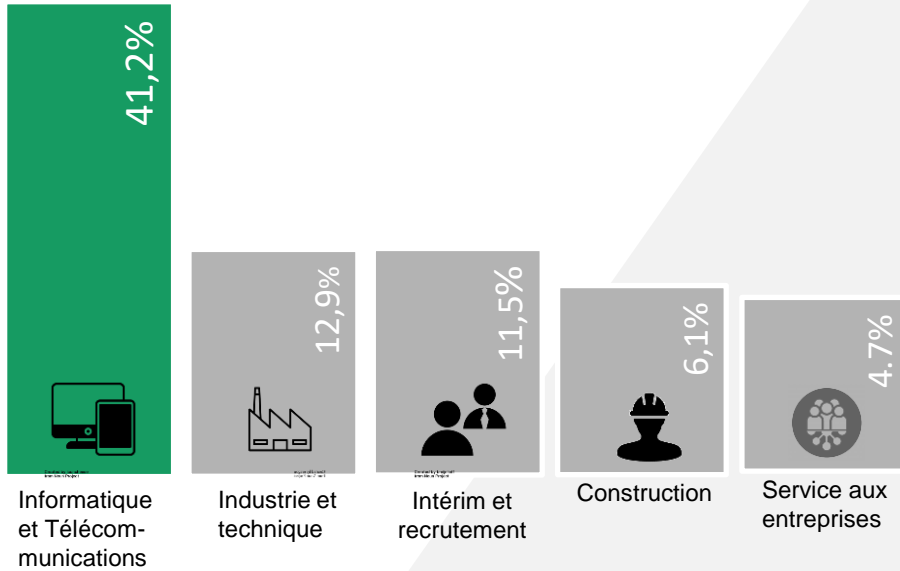 41,2%
12,9%
11,5%
6,1%
4.7%
Informatique
et Télécom-
munications
Industrie et
technique
Intérim et
recrutement
Construction
Service aux
entreprises